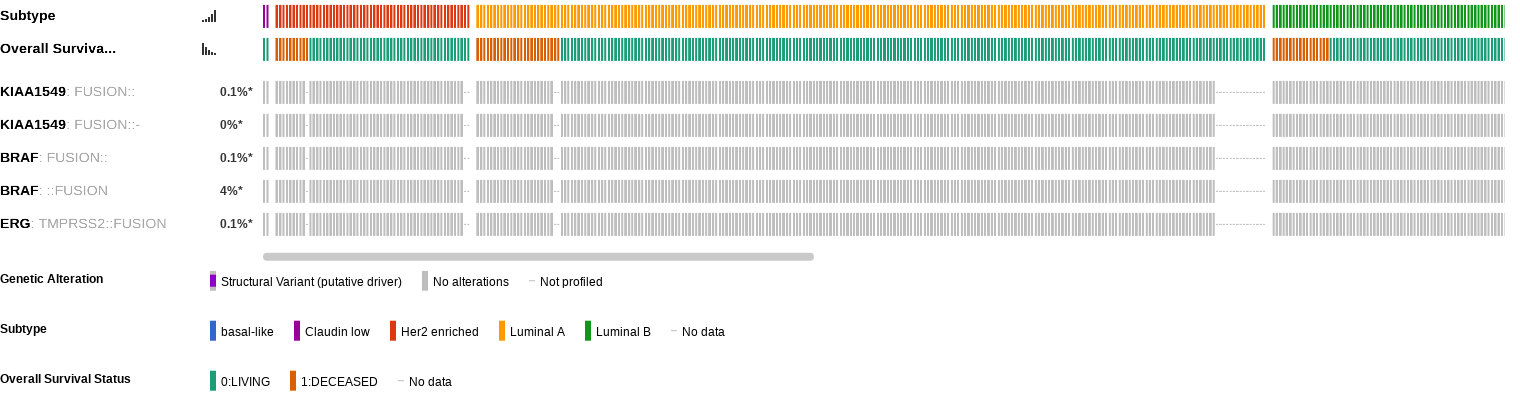 Subtype
Overall Surviva...
KIAA1549: FUSION:: 0.1%*
KIAA1549: FUSION::- 0%*
BRAF: FUSION:: 0.1%*
BRAF: ::FUSION 4%*
ERG: TMPRSS2::FUSION 0.1%*
Genetic Alteration Structural Variant (putative driver) No alterations Not profiled
Subtype basal-like Claudin low Her2 enriched Luminal A Luminal B No data
Overall Survival Status 0:LIVING 1:DECEASED No data